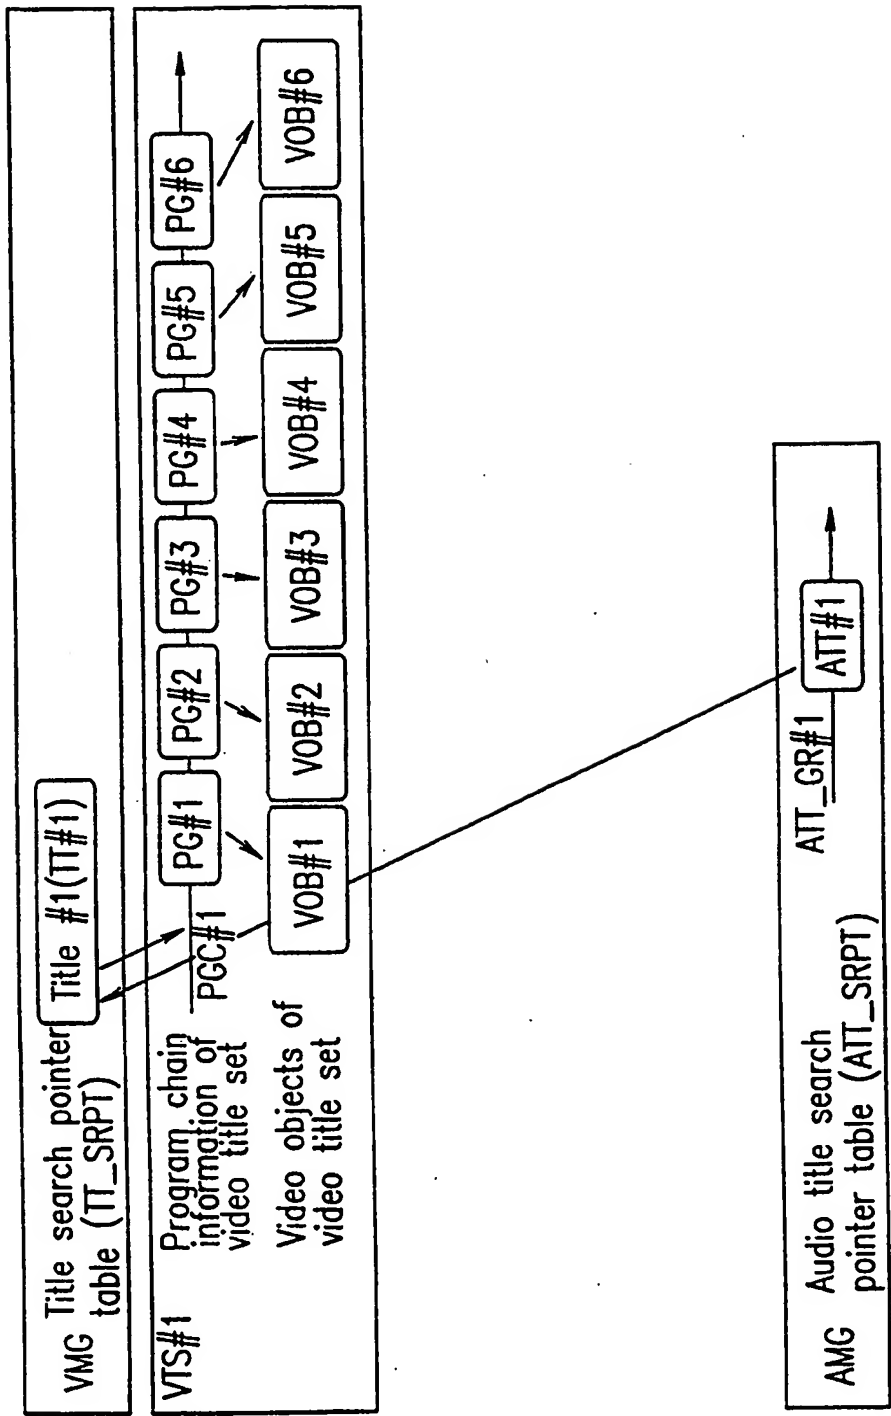 VMG
Title search pointer
table (TT_SRPT)
Title #1(TT#1)
VTS#1
Program chain
information of
video title set
PGC#1
PG#1
PG#2
PG#3
PG#4
PG#5
PG#6
Video objects of
video title set
VOB#1
VOB#2
VOB#3
VOB#4
VOB#5
VOB#6
AMG
Audio title search
pointer table (ATT_SRPT)
ATT_GR#1
ATT#1